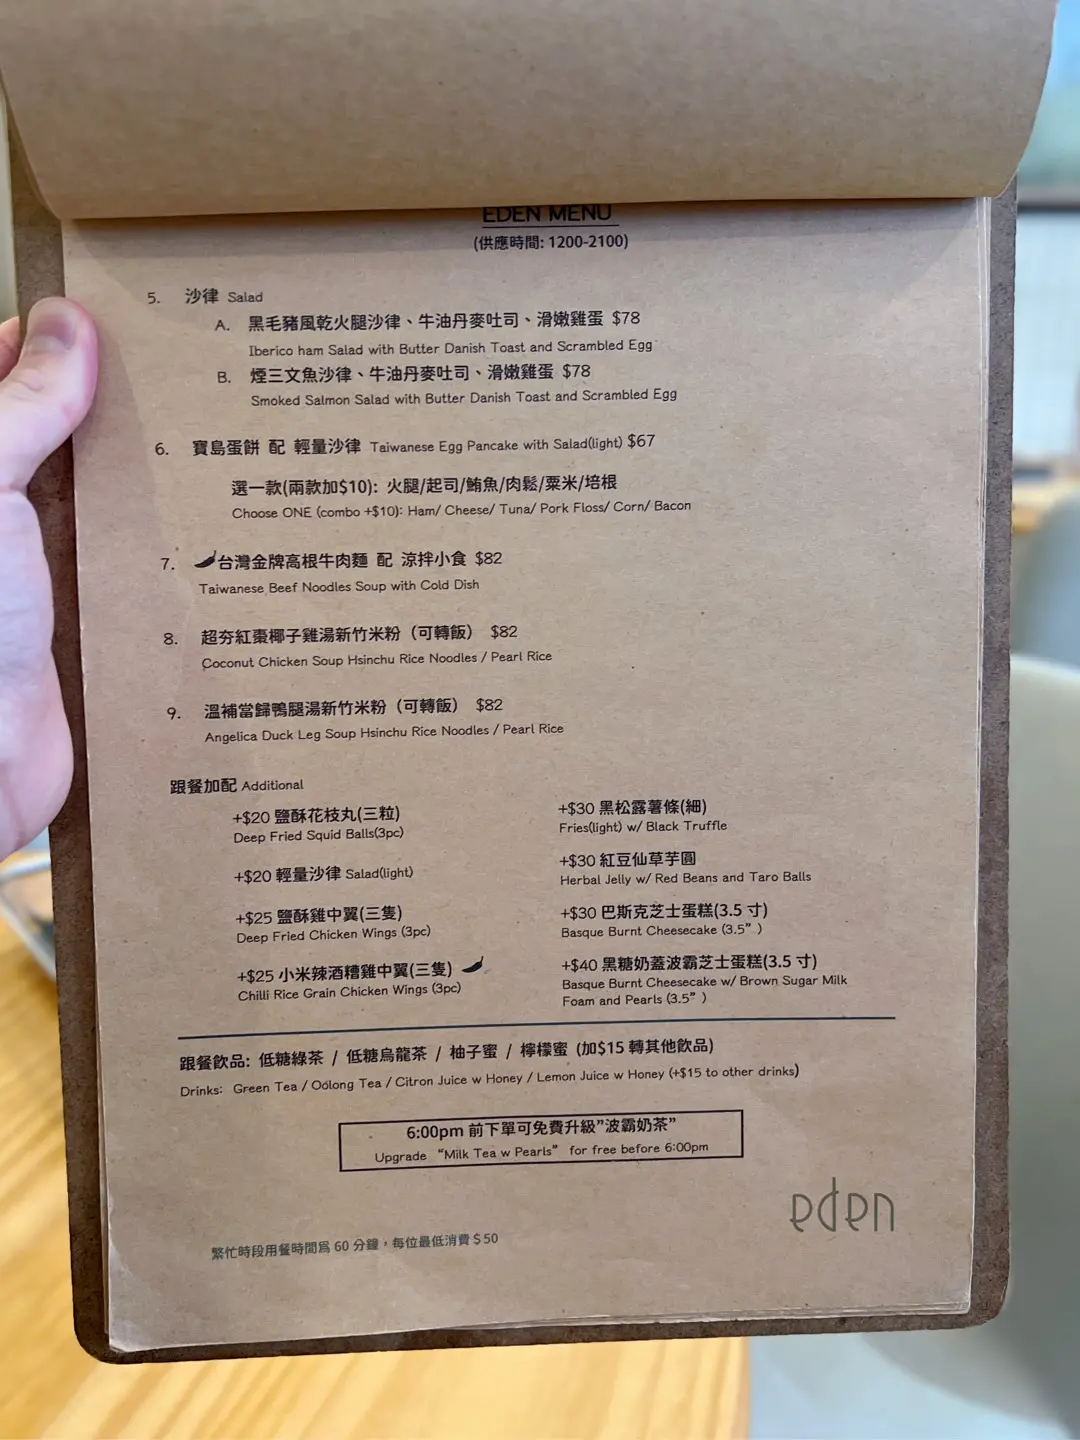 EDEN MENU
(供應時間: 1200-2100)
5. 沙律 Salad
A. 黑毛豬風乾火腿沙律、牛油丹麥吐司、滑嫩雞蛋 $78
Iberico ham Salad with Butter Danish Toast and Scrambled Egg
B. 煙三文魚沙律、牛油丹麥吐司、滑嫩雞蛋 $78
Smoked Salmon Salad with Butter Danish Toast and Scrambled Egg
6. 寶島蛋餅 配 輕量沙律 Taiwanese Egg Pancake with Salad(light) $67
選一款(兩款加$10): 火腿/起司/鮪魚/肉鬆/粟米/培根
Choose ONE (combo +$10): Ham/ Cheese/ Tuna/ Pork Floss/ Corn/ Bacon
7. 台灣金牌高根牛肉麵 配 涼拌小食 $82
Taiwanese Beef Noodles Soup with Cold Dish
8. 超夯紅棗椰子雞湯新竹米粉（可轉飯） $82
Coconut Chicken Soup Hsinchu Rice Noodles / Pearl Rice
9. 溫補當歸鴨腿湯新竹米粉（可轉飯） $82
Angelica Duck Leg Soup Hsinchu Rice Noodles / Pearl Rice
跟餐加配 Additional
+$20 鹽酥花枝丸(三粒)
Deep Fried Squid Balls(3pc)
+$20 輕量沙律 Salad(light)
+$25 鹽酥雞中翼(三隻)
Deep Fried Chicken Wings (3pc)
+$25 小米辣酒糟雞中翼(三隻)
Chilli Rice Grain Chicken Wings (3pc)
+$30 黑松露薯條(細)
Fries(light) w/ Black Truffle
+$30 紅豆仙草芋圓
Herbal Jelly w/ Red Beans and Taro Balls
+$30 巴斯克芝士蛋糕(3.5 寸)
Basque Burnt Cheesecake (3.5” )
+$40 黑糖奶蓋波霸芝士蛋糕(3.5 寸)
Basque Burnt Cheesecake w/ Brown Sugar Milk
Foam and Pearls (3.5” )
跟餐飲品: 低糖綠茶 / 低糖烏龍茶 / 柚子蜜 / 檸檬蜜 (加$15 轉其他飲品)
Drinks: Green Tea / Oolong Tea / Citron Juice w Honey / Lemon Juice w Honey (+$15 to other drinks)
6:00pm 前下單可免費升級”波霸奶茶”
Upgrade “Milk Tea w Pearls” for free before 6:00pm
eden
繁忙時段用餐時間為 60 分鐘，每位最低消費 $50